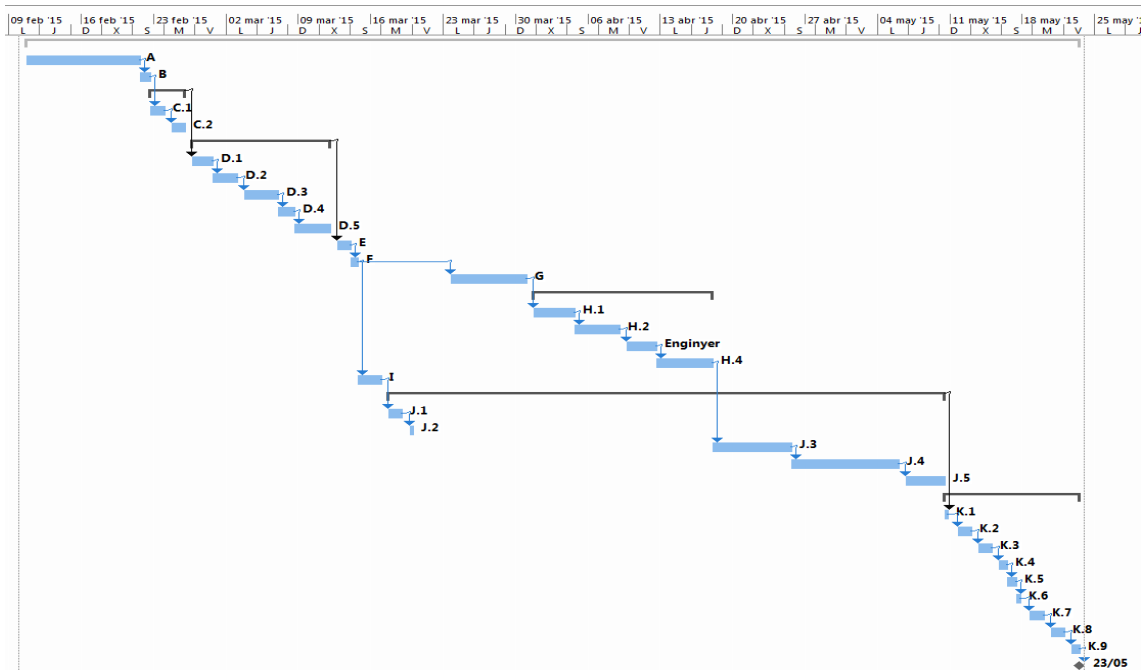 09 feb '15 16 feb '15 23 feb '15 02 mar '15 09 mar '15 16 mar '15 23 mar '15 30 mar '15 06 abr '15 13 abr '15 20 abr '15 27 abr '15 04 may '15 11 may '15 18 may '15 25 may '15
L J D X S M V L J D X S M V L J D X S M V L J D X S M V L J D X S M V L J
A
B
C.1
C.2
D.1
D.2
D.3
D.4
D.5
E
F
G
H.1
H.2
Enginyer
H.4
I
J.1
J.2
J.3
J.4
J.5
K.1
K.2
K.3
K.4
K.5
K.6
K.7
K.8
K.9
23/05